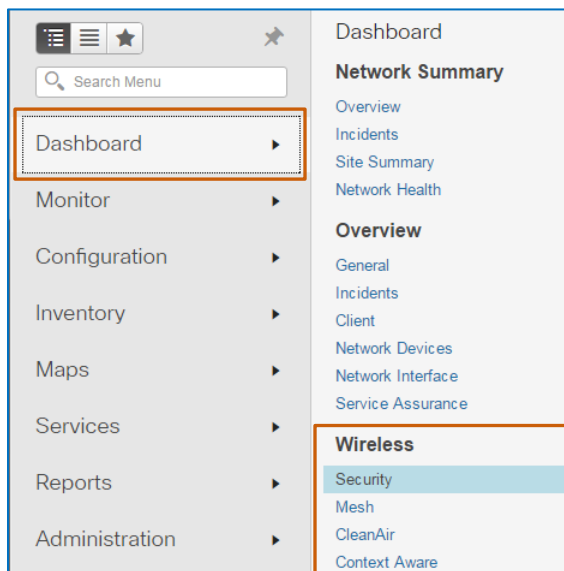 Search Menu
Dashboard
Monitor
Configuration
Inventory
Maps
Services
Reports
Administration
Dashboard
Network Summary
Overview
Incidents
Site Summary
Network Health
Overview
General
Incidents
Client
Network Devices
Network Interface
Service Assurance
Wireless
Security
Mesh
CleanAir
Context Aware